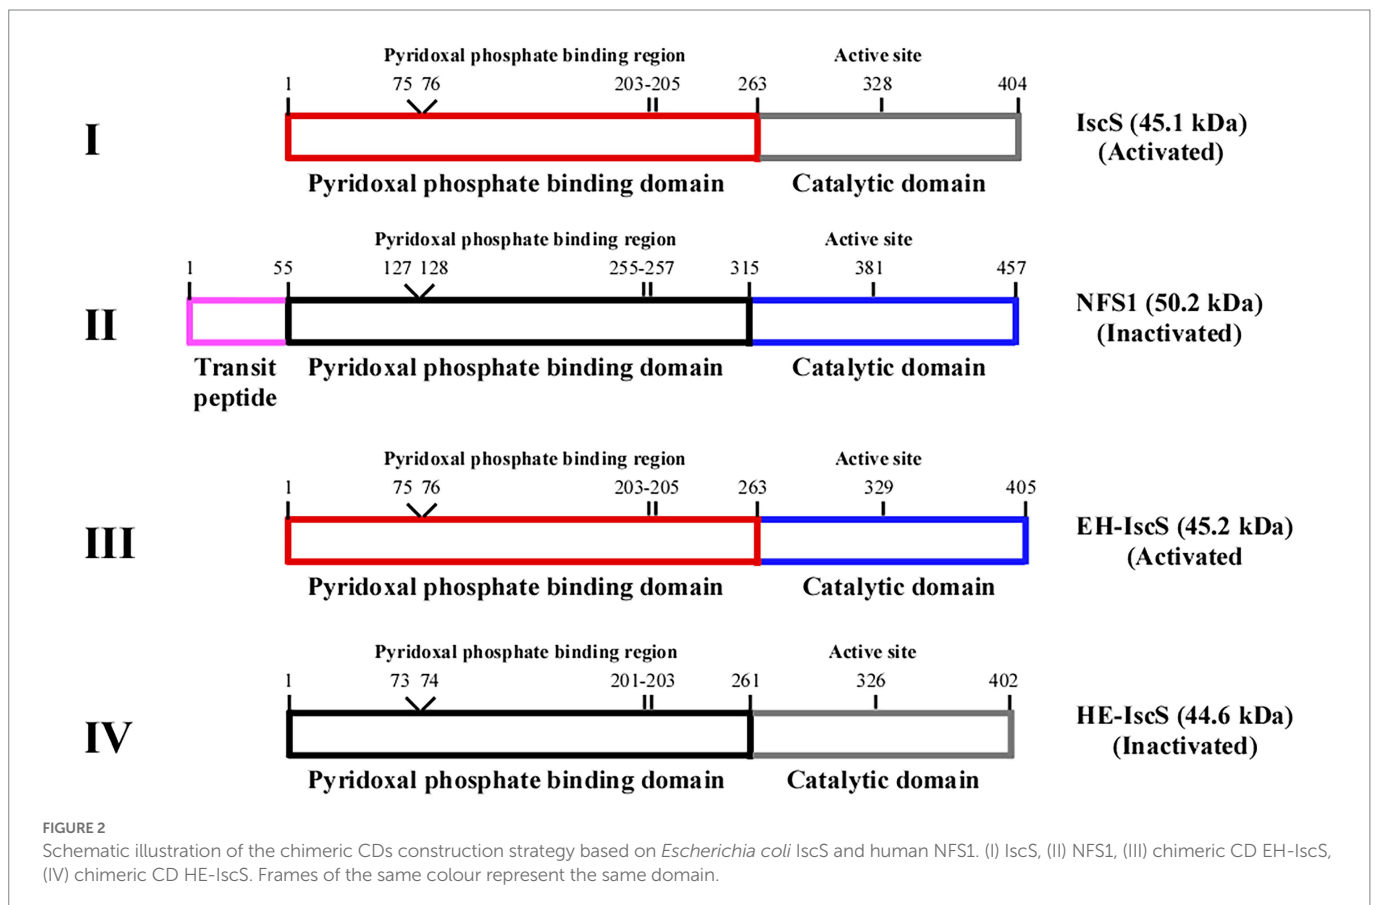 Pyridoxal phosphate binding region Active site
1 75 76 203-205 263 328 404
I
IscS (45.1 kDa)
(Activated)
Pyridoxal phosphate binding domain Catalytic domain
Pyridoxal phosphate binding region Active site
1 55 127 128 255-257 315 381 457
II
NFS1 (50.2 kDa)
(Inactivated)
Transit
peptide
Pyridoxal phosphate binding domain Catalytic domain
Pyridoxal phosphate binding region Active site
1 75 76 203-205 263 329 405
III
EH-IscS (45.2 kDa)
(Activated
Pyridoxal phosphate binding domain Catalytic domain
Pyridoxal phosphate binding region Active site
1 73 74 201-203 261 326 402
IV
HE-IscS (44.6 kDa)
(Inactivated)
Pyridoxal phosphate binding domain Catalytic domain
FIGURE 2
Schematic illustration of the chimeric CDs construction strategy based on Escherichia coli IscS and human NFS1. (I) IscS, (II) NFS1, (III) chimeric CD EH-IscS,
(IV) chimeric CD HE-IscS. Frames of the same colour represent the same domain.